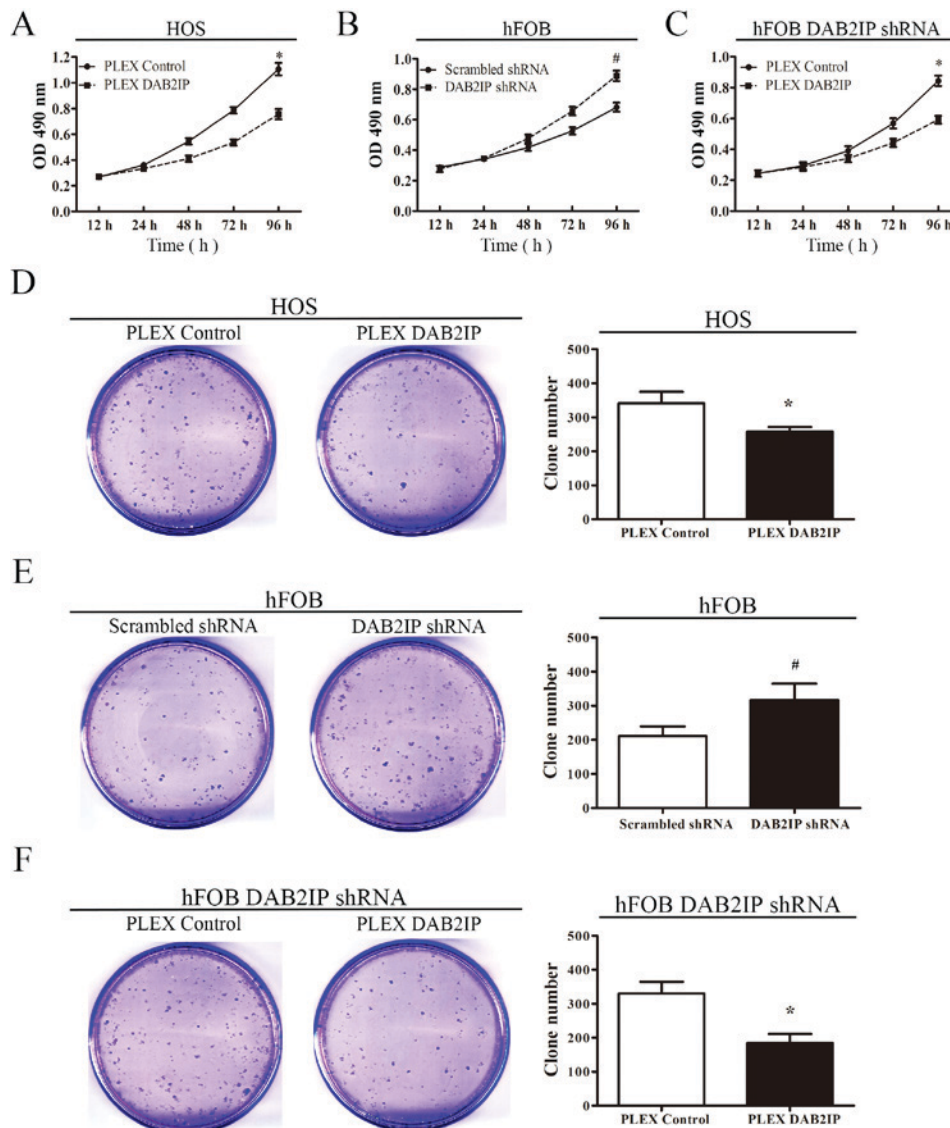 A
HOS
PLEX Control
PLEX DAB2IP
*
OD 490 nm
1.2
1.0
0.8
0.6
0.4
0.2
0.0
12 h 24 h 48 h 72 h 96 h
Time ( h )
B
hFOB
Scrambled shRNA
DAB2IP shRNA
#
OD 490 nm
1.0
0.8
0.6
0.4
0.2
0.0
12 h 24 h 48 h 72 h 96 h
Time ( h )
C
hFOB DAB2IP shRNA
PLEX Control
PLEX DAB2IP
*
OD 490 nm
1.0
0.8
0.6
0.4
0.2
0.0
12 h 24 h 48 h 72 h 96 h
Time ( h )
D
HOS
PLEX Control PLEX DAB2IP
HOS
Clone number
500
400
300
200
100
0
*
PLEX Control PLEX DAB2IP
E
hFOB
Scrambled shRNA DAB2IP shRNA
hFOB
Clone number
500
400
300
200
100
0
#
Scrambled shRNA DAB2IP shRNA
F
hFOB DAB2IP shRNA
PLEX Control PLEX DAB2IP
hFOB DAB2IP shRNA
Clone number
500
400
300
200
100
0
*
PLEX Control PLEX DAB2IP